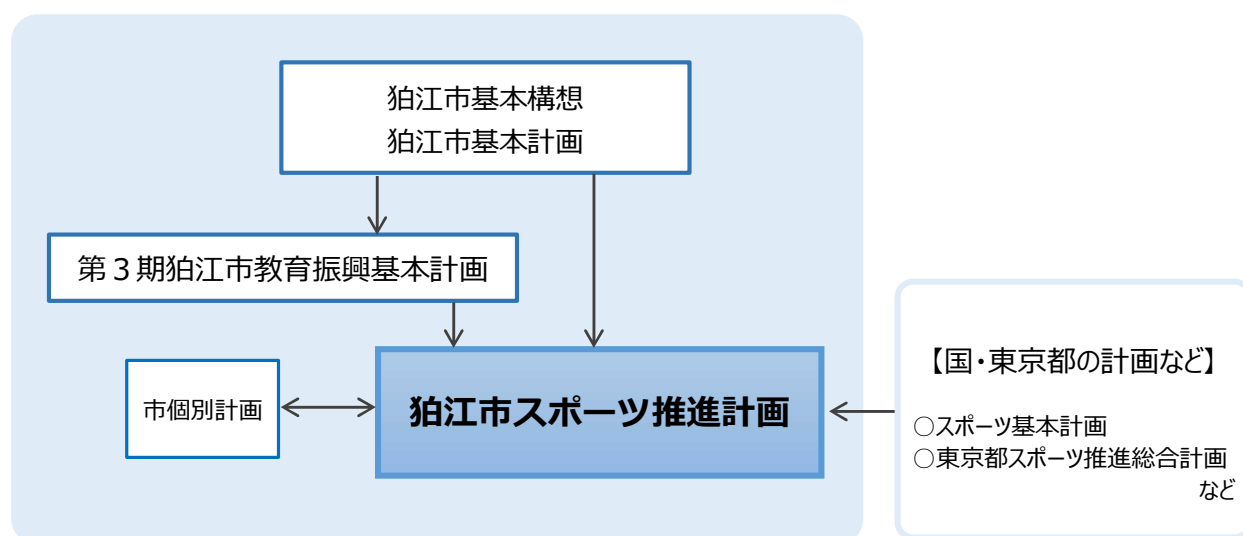 狛江市基本構想
狛江市基本計画
第３期狛江市教育振興基本計画
市個別計画
狛江市スポーツ推進計画
【国・東京都の計画など】
○スポーツ基本計画
○東京都スポーツ推進総合計画
など